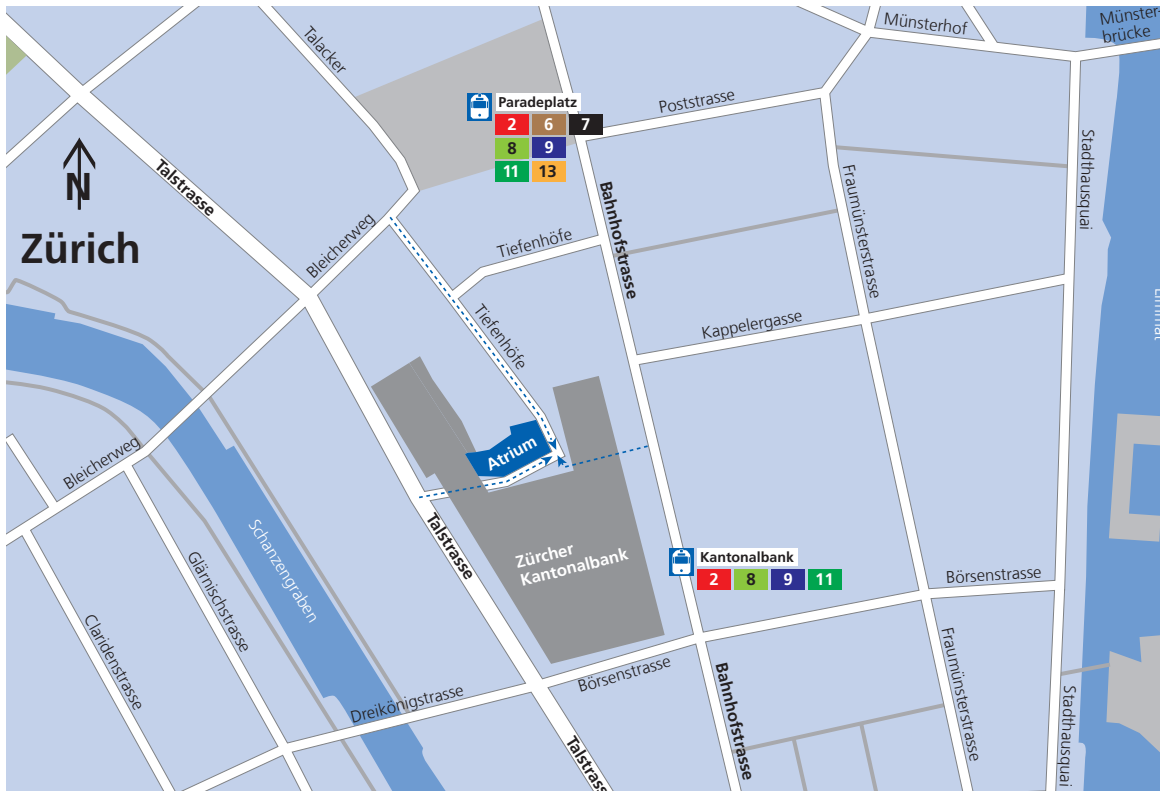 Münsterhof
Münster-
brücke
Talacker
Paradeplatz
2 6 7
8 9
11 13
Poststrasse
Stadthausquai
N
Talstrasse
Zürich
Bleicherweg
Tiefenhöfe
Bahnhofstrasse
Fraumünsterstrasse
Limmat
Tiefenhöfe
Kappelergasse
Atrium
Bleicherweg
Schanzengraben
Talstrasse
Zürcher
Kantonalbank
Kantonalbank
2 8 9 11
Börsenstrasse
Glärnischstrasse
Claridenstrasse
Dreikönigstrasse
Börsenstrasse
Bahnhofstrasse
Fraumünsterstrasse
Stadthausquai
Talstrasse